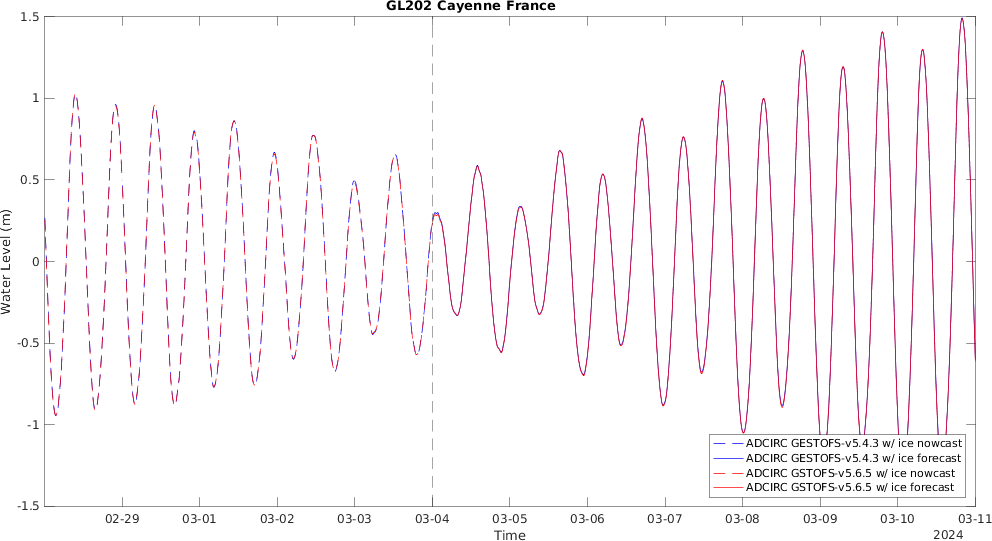 GL202 Cayenne France
1.5
1
0.5
0
-0.5
-1
-1.5
Water Level (m)
ADCIRC GESTOFS-v5.4.3 w/ ice nowcast
ADCIRC GESTOFS-v5.4.3 w/ ice forecast
ADCIRC GSTOFS-v5.6.5 w/ ice nowcast
ADCIRC GSTOFS-v5.6.5 w/ ice forecast
02-29 03-01 03-02 03-03 03-04 03-05 03-06 03-07 03-08 03-09 03-10 03-11
Time
2024